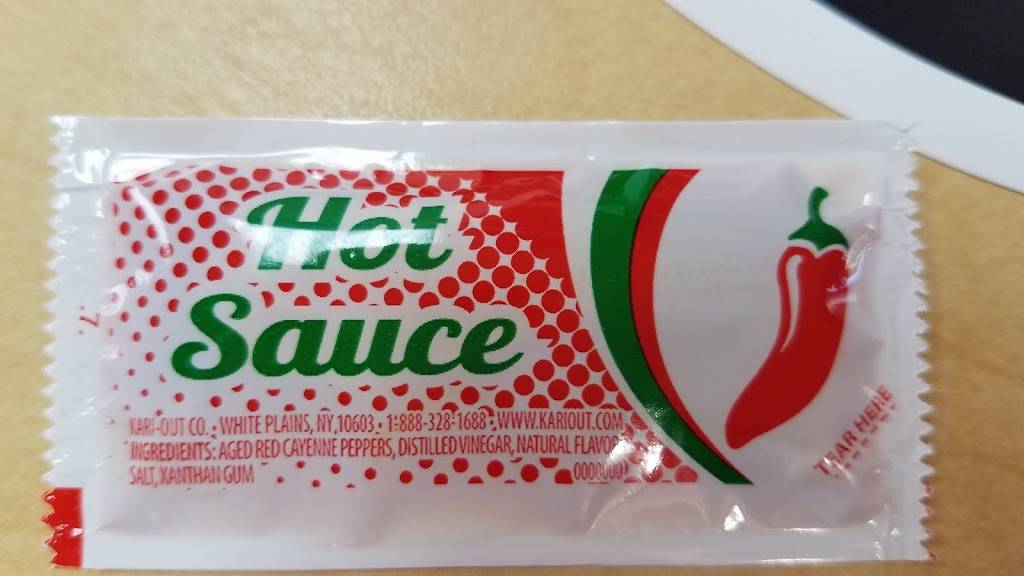 Hot
Sauce
KARI-OUT CO. • WHITE PLAINS, NY, 10603 • 1-888-328-1688 • WWW.KARIOUT.COM
INGREDIENTS: AGED RED CAYENNE PEPPERS, DISTILLED VINEGAR, NATURAL FLAVOR
SALT, XANTHAN GUM
TEAR HERE